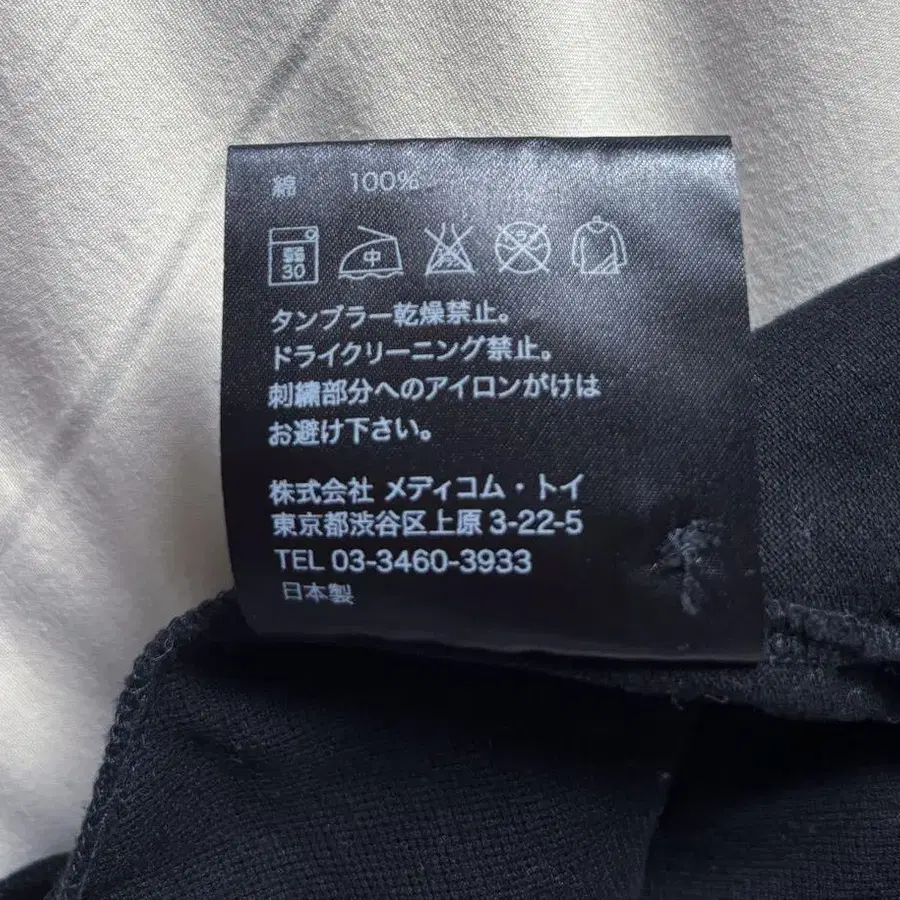 綿 100%
弱
30
中
タンブラー乾燥禁止。
ドライクリーニング禁止。
刺繍部分へのアイロンがけは
お避け下さい。
株式会社 メディコム・トイ
東京都渋谷区上原3-22-5
TEL 03-3460-3933
日本製